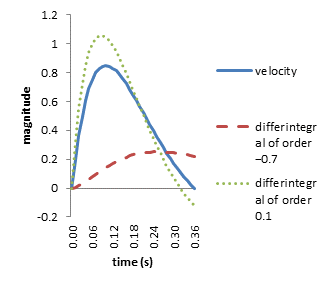 1.2
1
0.8
0.6
0.4
0.2
0
-0.2
magnitude
0.00
0.06
0.12
0.18
0.24
0.30
0.36
time (s)
velocity
differintegr
al of order
–0.7
differintegr
al of order
0.1